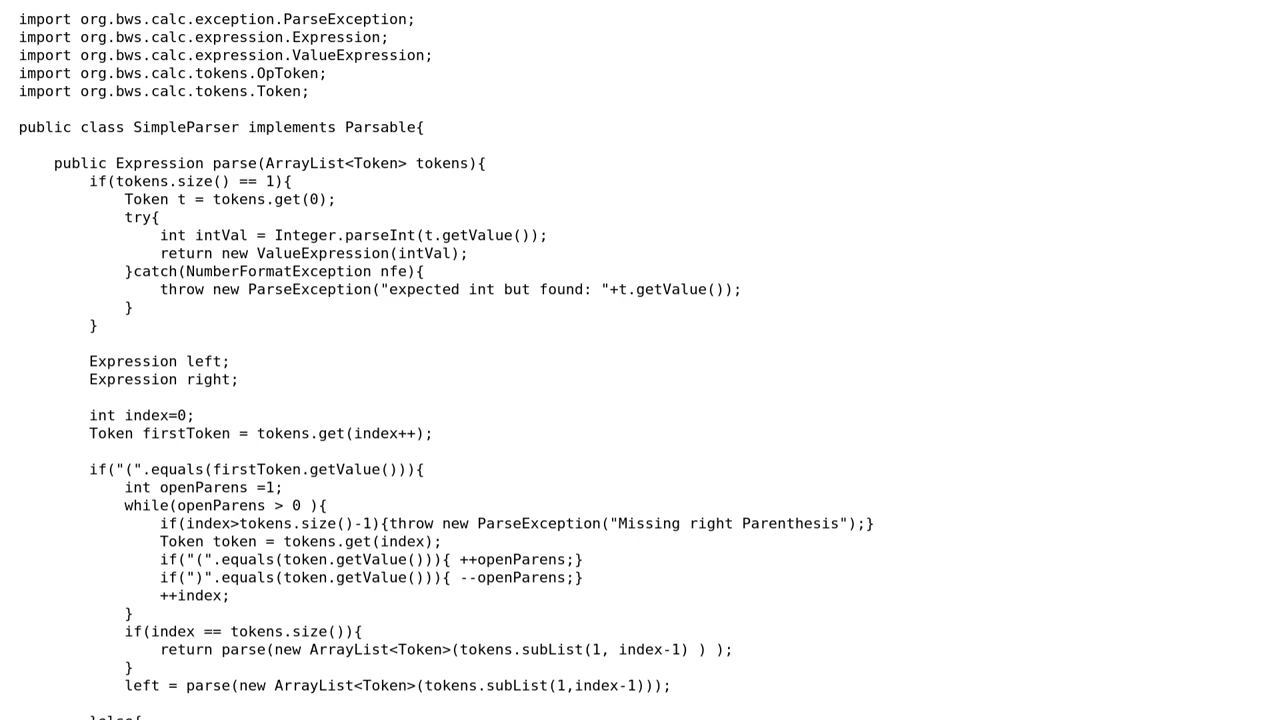 import org.bws.calc.exception.ParseException;
import org.bws.calc.expression.Expression;
import org.bws.calc.expression.ValueExpression;
import org.bws.calc.tokens.OpToken;
import org.bws.calc.tokens.Token;
public class SimpleParser implements Parsable{
public Expression parse(ArrayList<Token> tokens){
if(tokens.size() == 1){
Token t = tokens.get(0);
try{
int intVal = Integer.parseInt(t.getValue());
return new ValueExpression(intVal);
}catch(NumberFormatException nfe){
throw new ParseException("expected int but found: "+t.getValue());
}
}
Expression left;
Expression right;
int index=0;
Token firstToken = tokens.get(index++);
if("(".equals(firstToken.getValue())){
int openParens =1;
while(openParens > 0 ){
if(index>tokens.size()-1){throw new ParseException("Missing right Parenthesis");}
Token token = tokens.get(index);
if("(".equals(token.getValue())){ ++openParens;}
if(")".equals(token.getValue())){ --openParens;}
++index;
}
if(index == tokens.size()){
return parse(new ArrayList<Token>(tokens.subList(1, index-1) ) );
}
left = parse(new ArrayList<Token>(tokens.subList(1,index-1)));
}else{